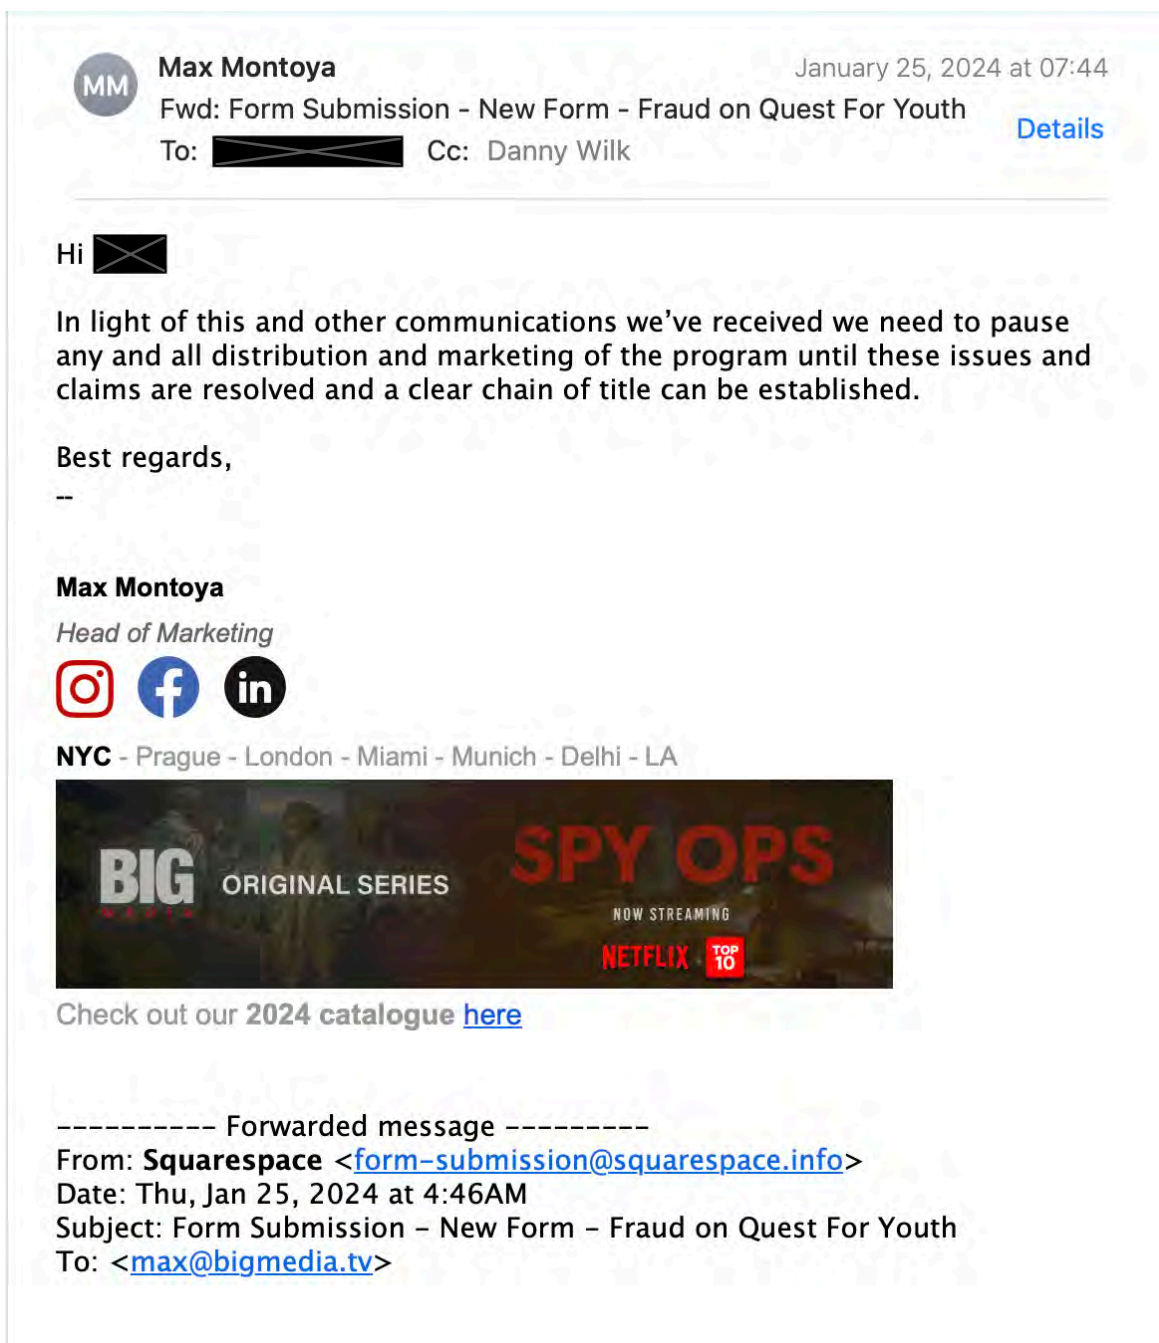 MM
Max Montoya
January 25, 2024 at 07:44
Fwd: Form Submission - New Form - Fraud on Quest For Youth
Details
To: Cc: Danny Wilk
Hi
In light of this and other communications we’ve received we need to pause
any and all distribution and marketing of the program until these issues and
claims are resolved and a clear chain of title can be established.
Best regards,
--
Max Montoya
Head of Marketing
NYC - Prague - London - Miami - Munich - Delhi - LA
BIG
MEDIA
ORIGINAL SERIES
SPY OPS
NOW STREAMING
NETFLIX
TOP
10
Check out our 2024 catalogue here
---------- Forwarded message ---------
From: Squarespace <form-submission@squarespace.info>
Date: Thu, Jan 25, 2024 at 4:46AM
Subject: Form Submission – New Form – Fraud on Quest For Youth
To: <max@bigmedia.tv>